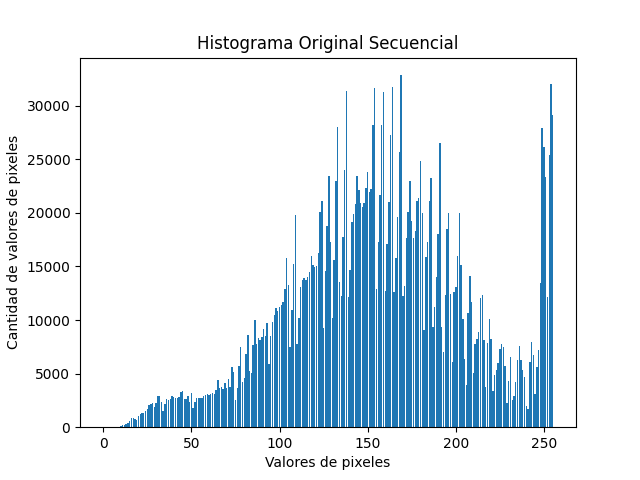 Histograma Original Secuencial
30000
25000
20000
15000
10000
5000
0
Cantidad de valores de pixeles
0 50 100 150 200 250
Valores de pixeles